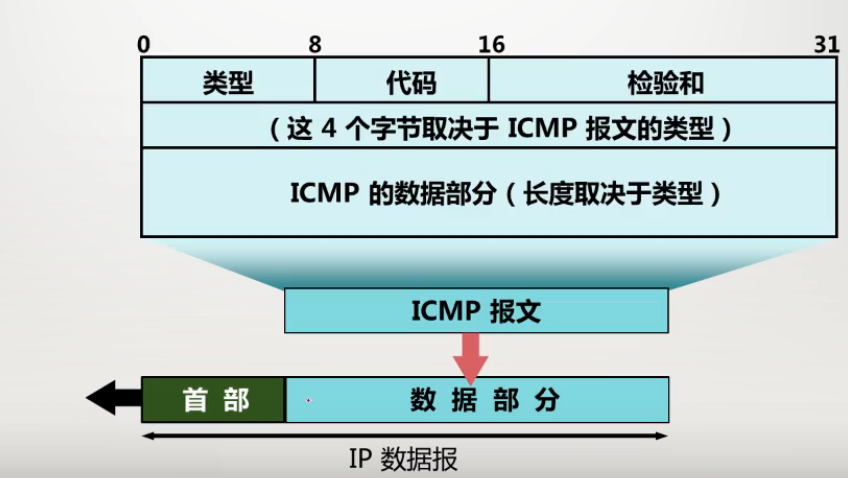 0 8 16 31
类型 代码 检验和
（这 4 个字节取决于 ICMP 报文的类型）
ICMP 的数据部分（长度取决于类型）
ICMP 报文
首 部 数 据 部 分
IP 数据报